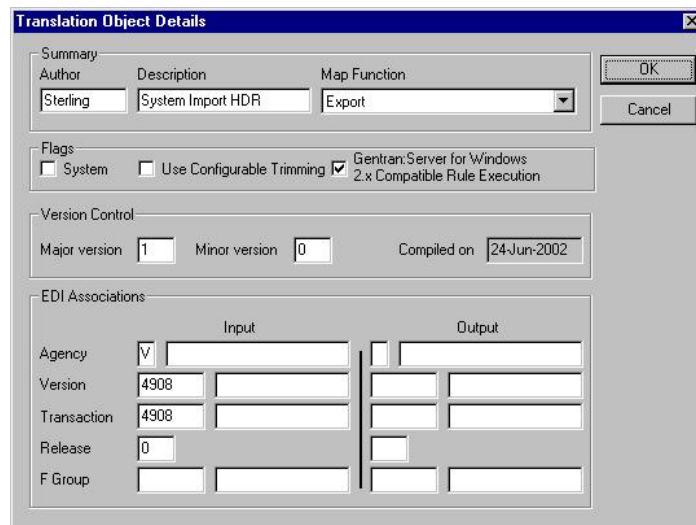 Translation Object Details
Summary
Author Description Map Function
Sterling System Import HDR Export
OK
Cancel
Flags
System Use Configurable Trimming Gentran:Server for Windows
2.x Compatible Rule Execution
Version Control
Major version 1 Minor version 0 Compiled on 24-Jun-2002
EDI Associations
Input Output
Agency V
Version 4908
Transaction 4908
Release 0
F Group